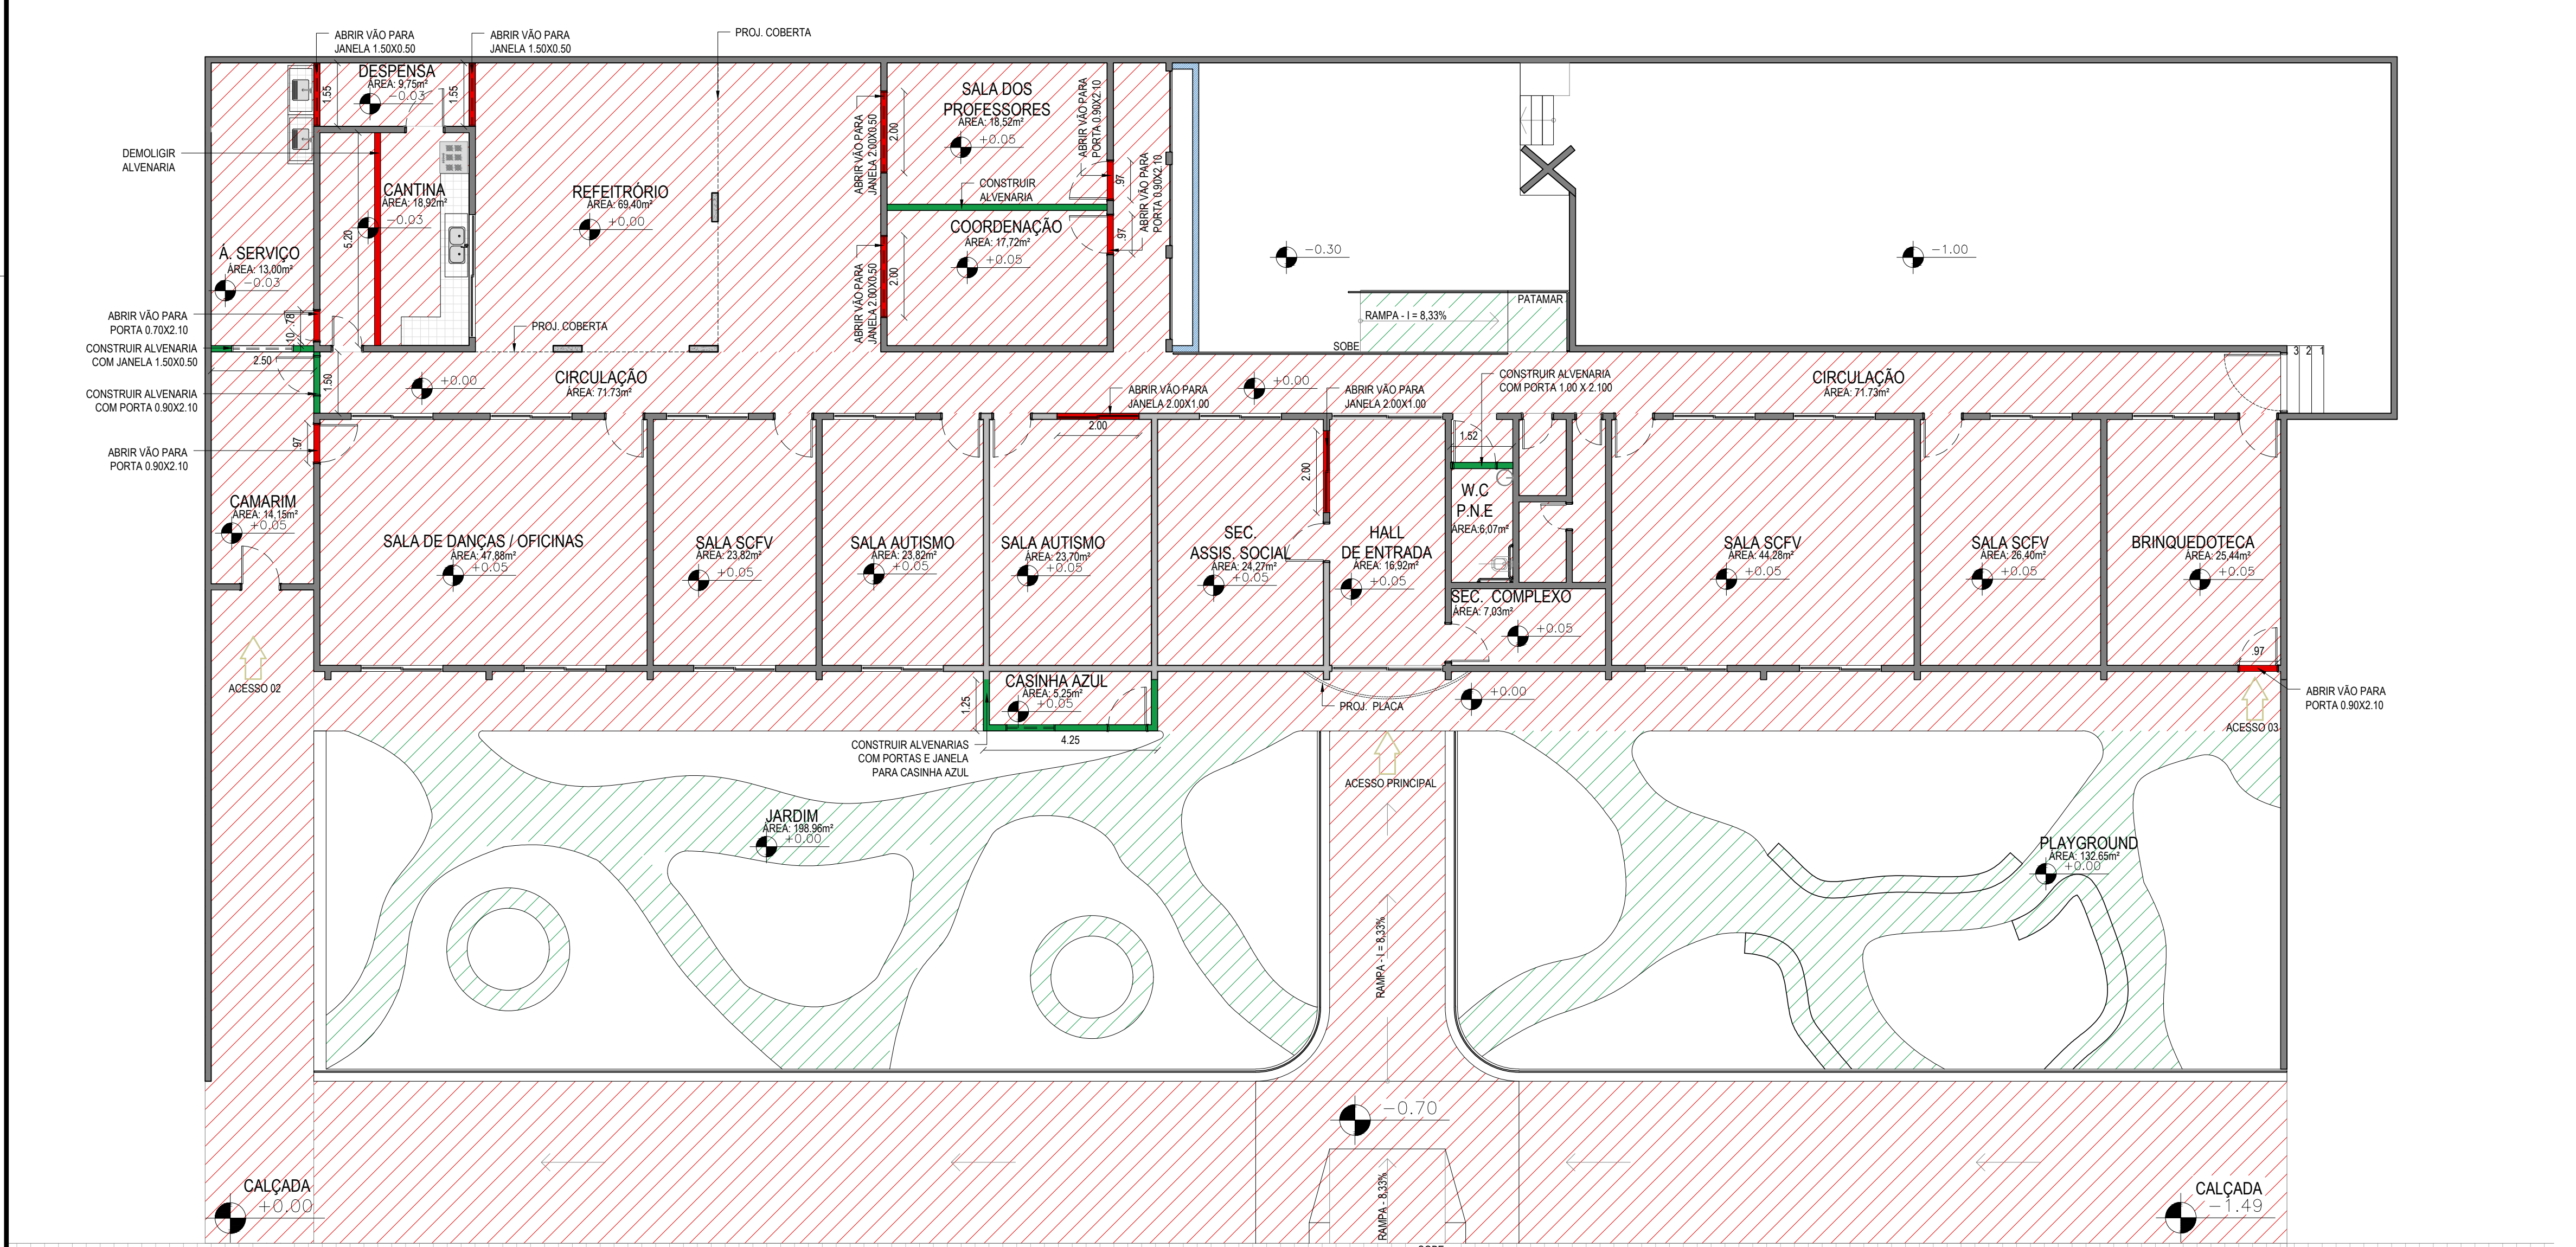 ABRIR VÃO PARA
JANELA 1.50X0.50
ABRIR VÃO PARA
JANELA 1.50X0.50
PROJ. COBERTA
DESPENSA
ÁREA: 9,75m²
-0.03
1.55
1.55
DEMOLIGIR
ALVENARIA
CANTINA
ÁREA: 18,92m²
-0.03
5.20
REFEITRÓRIO
ÁREA: 69,40m²
+0.00
ABRIR VÃO PARA
JANELA 2.00X0.50
2.00
SALA DOS
PROFESSORES
ÁREA: 18,52m²
+0.05
ABRIR VÃO PARA
PORTA 0.90X2.10
.97
CONSTRUIR
ALVENARIA
ABRIR VÃO PARA
PORTA 0.90X2.10
.97
COORDENAÇÃO
ÁREA: 17,72m²
+0.05
ABRIR VÃO PARA
JANELA 2.00X0.50
2.00
-0.30
-1.00
Á. SERVIÇO
ÁREA: 13,00m²
-0.03
ABRIR VÃO PARA
PORTA 0.70X2.10
.78
.10
PROJ. COBERTA
PATAMAR
RAMPA - I = 8,33%
SOBE
3 2 1
CONSTRUIR ALVENARIA
COM JANELA 1.50X0.50
2.50
1.50
CONSTRUIR ALVENARIA
COM PORTA 0.90X2.10
+0.00
CIRCULAÇÃO
ÁREA: 71.73m²
ABRIR VÃO PARA
JANELA 2.00X1.00
2.00
+0.00
ABRIR VÃO PARA
JANELA 2.00X1.00
CONSTRUIR ALVENARIA
COM PORTA 1.00 X 2.100
CIRCULAÇÃO
ÁREA: 71.73m²
ABRIR VÃO PARA
PORTA 0.90X2.10
.97
1.52
2.00
CAMARIM
ÁREA: 14,15m²
+0.05
SALA DE DANÇAS / OFICINAS
ÁREA: 47,88m²
+0.05
SALA SCFV
ÁREA: 23,82m²
+0.05
SALA AUTISMO
ÁREA: 23,82m²
+0.05
SALA AUTISMO
ÁREA: 23,70m²
+0.05
SEC.
ASSIS. SOCIAL
ÁREA: 24,27m²
+0.05
HALL
DE ENTRADA
ÁREA: 16,92m²
+0.05
W.C
P.N.E
ÁREA:6,07m²
SEC. COMPLEXO
ÁREA: 7,03m²
+0.05
SALA SCFV
ÁREA: 44,28m²
+0.05
SALA SCFV
ÁREA: 26,40m²
+0.05
BRINQUEDOTECA
ÁREA: 25,44m²
+0.05
.97
ABRIR VÃO PARA
PORTA 0.90X2.10
ACESSO 02
CASINHA AZUL
ÁREA: 5,25m²
+0.05
1.25
4.25
CONSTRUIR ALVENARIAS
COM PORTAS E JANELA
PARA CASINHA AZUL
PROJ. PLACA
+0.00
ACESSO 03
ACESSO PRINCIPAL
JARDIM
ÁREA: 198.96m²
+0.00
PLAYGROUND
ÁREA: 132.65m²
+0.00
RAMPA - I = 8,33%
-0.70
RAMPA - 8,33%
CALÇADA
+0.00
CALÇADA
-1.49